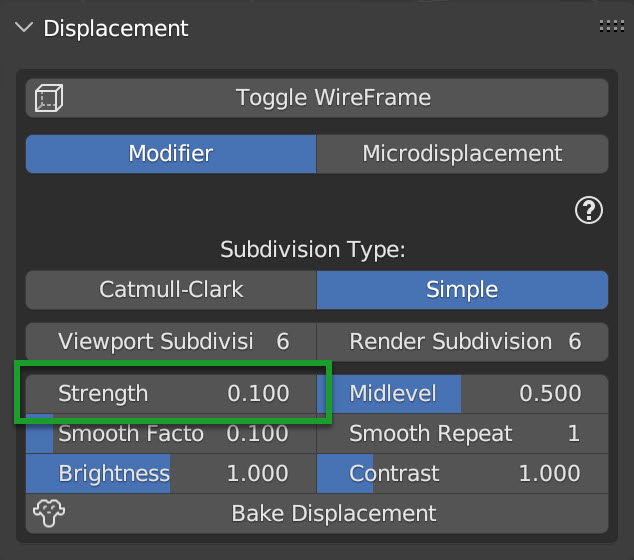 Displacement
Toggle WireFrame
Modifier Microdisplacement
?
Subdivision Type:
Catmull-Clark Simple
Viewport Subdivisi 6 Render Subdivision 6
Strength 0.100 Midlevel 0.500
Smooth Facto 0.100 Smooth Repeat 1
Brightness 1.000 Contrast 1.000
Bake Displacement